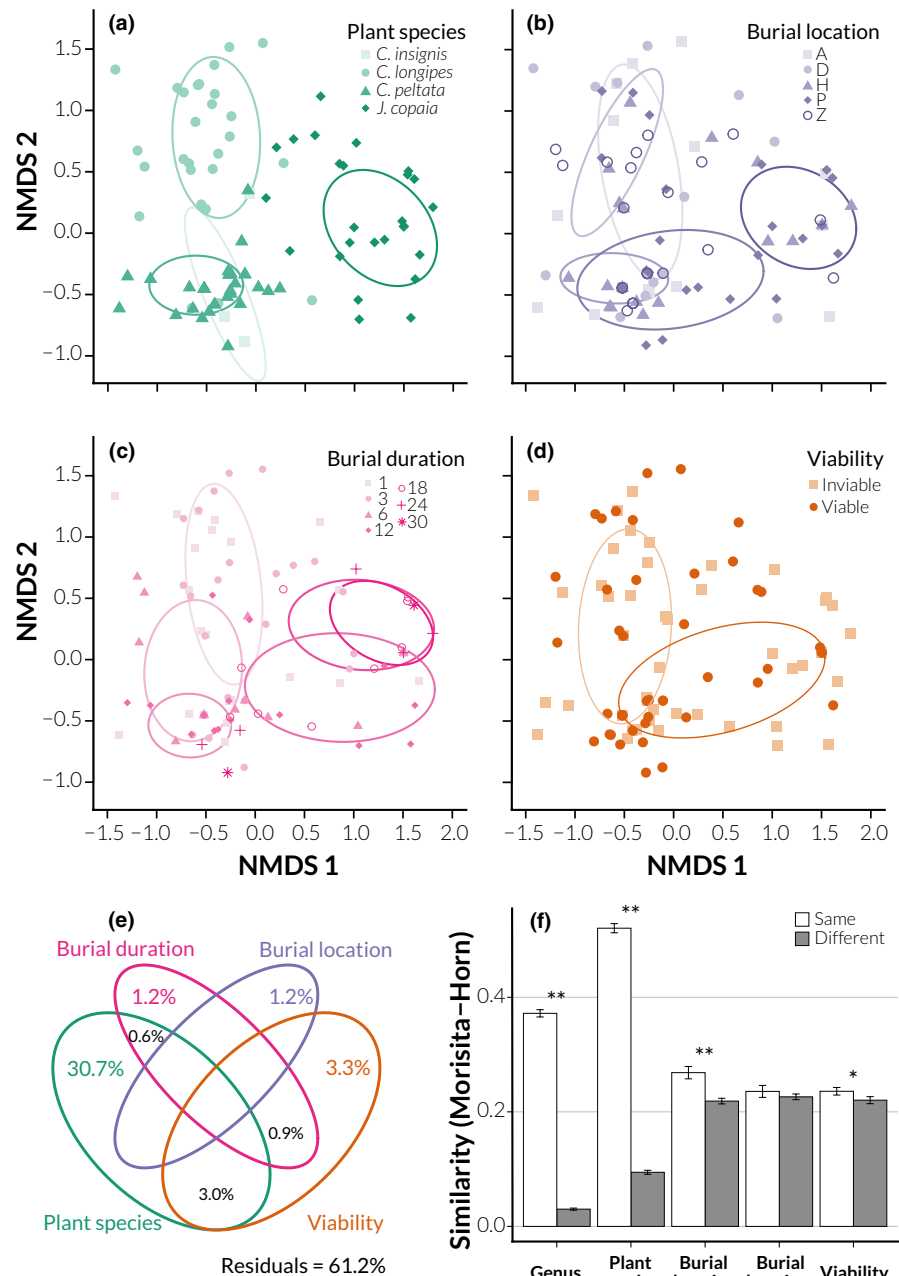 (a)
Plant species
C. insignis
C. longipes
C. peltata
J. copaia
NMDS 2
1.5
1.0
0.5
0.0
−0.5
−1.0
(b)
Burial location
A
D
H
P
Z
(c)
Burial duration
1
3
6
12
18
24
30
NMDS 2
1.5
1.0
0.5
0.0
−0.5
−1.0
−1.5 −1.0 −0.5 0.0 0.5 1.0 1.5 2.0
NMDS 1
(d)
Viability
Inviable
Viable
−1.5 −1.0 −0.5 0.0 0.5 1.0 1.5 2.0
NMDS 1
(e)
Burial duration
Burial location
1.2%
1.2%
0.6%
30.7%
3.3%
0.9%
3.0%
Plant species
Viability
Residuals = 61.2%
(f)
Same
Different
Similarity (Morisita−Horn)
0.4
0.2
0.0
**
**
**
*
Genus
Plant
Burial
Burial
Viability